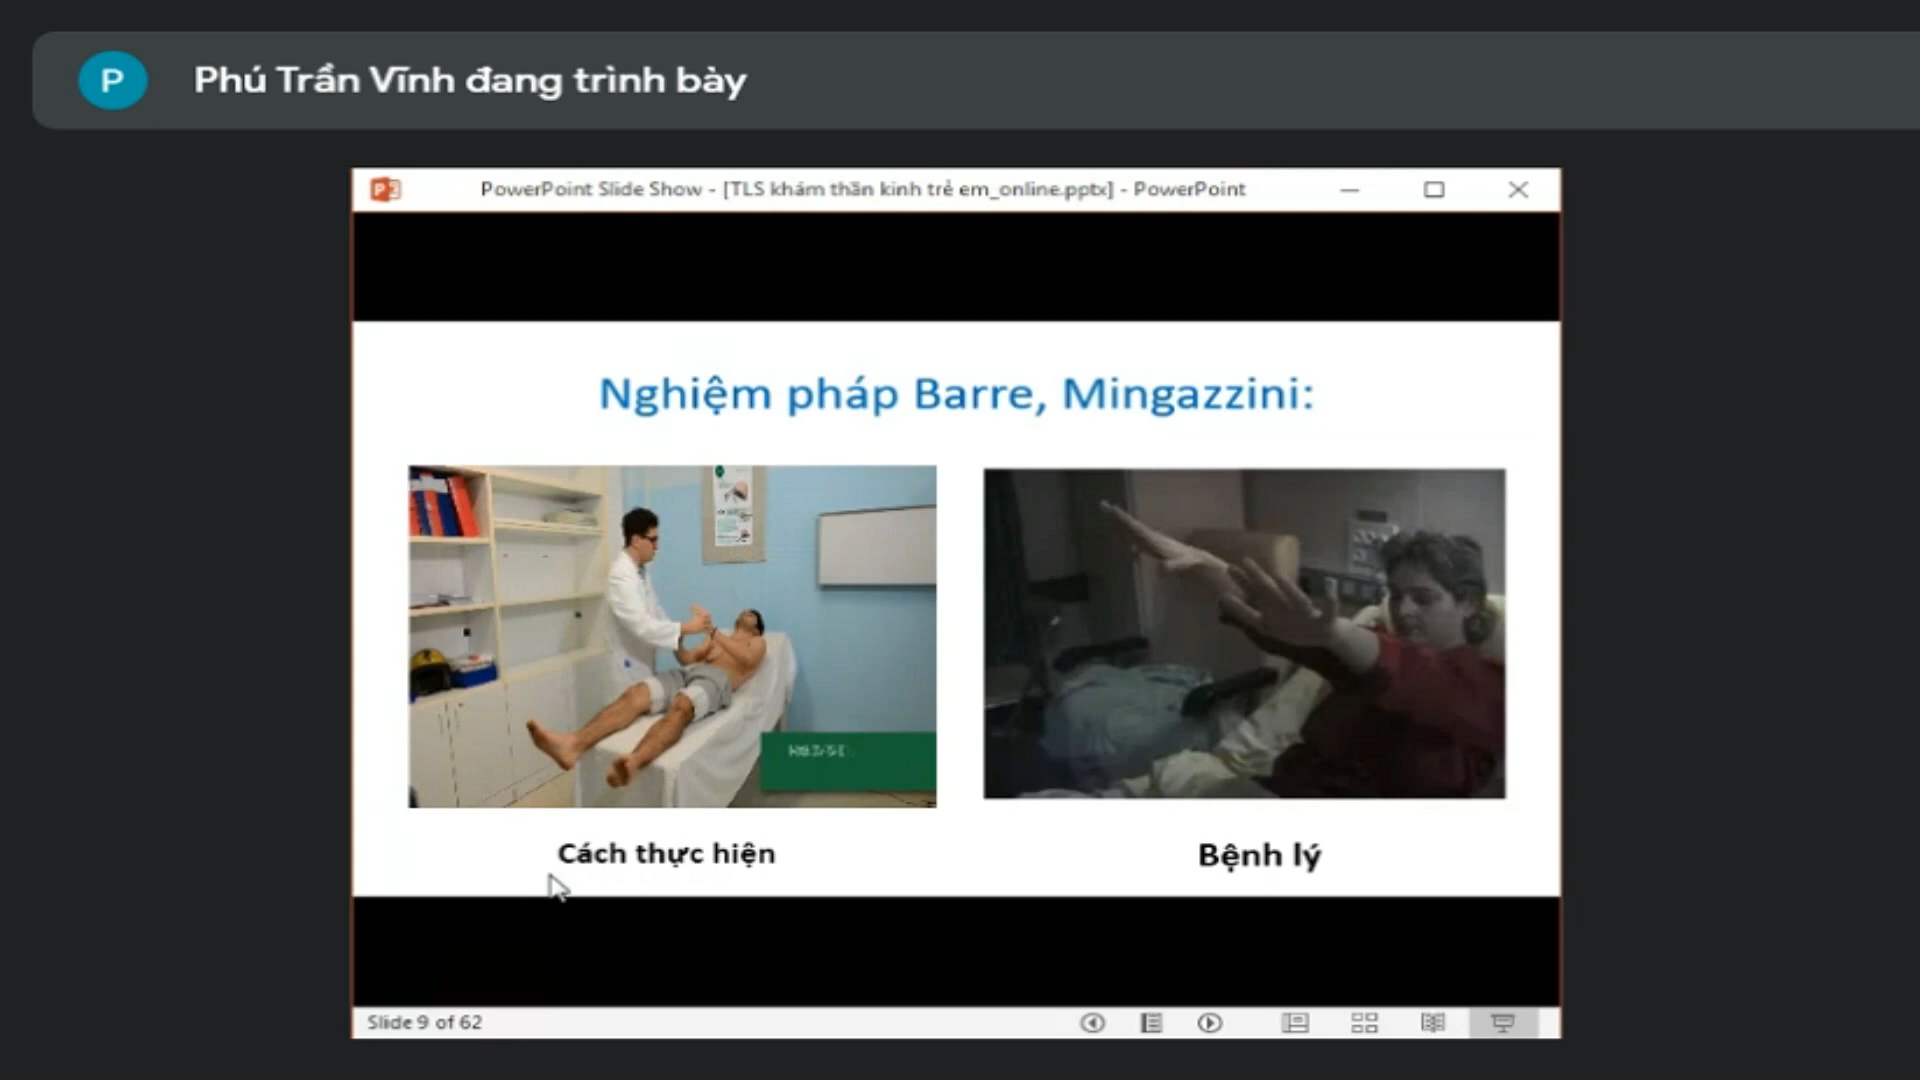 P
Phú Trần Vĩnh đang trình bày
PowerPoint Slide Show - [TLS khám thần kinh trẻ em_online.pptx] - PowerPoint
Nghiệm pháp Barre, Mingazzini:
Cách thực hiện
Bệnh lý
Slide 9 of 62